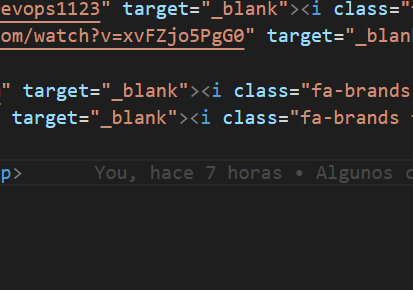 evops1123" target="_blank"><i class="
om/watch?v=xvFZjo5PgG0" target="_blan
" target="_blank"><i class="fa-brands
target="_blank"><i class="fa-brands
p> You, hace 7 horas • Algunos